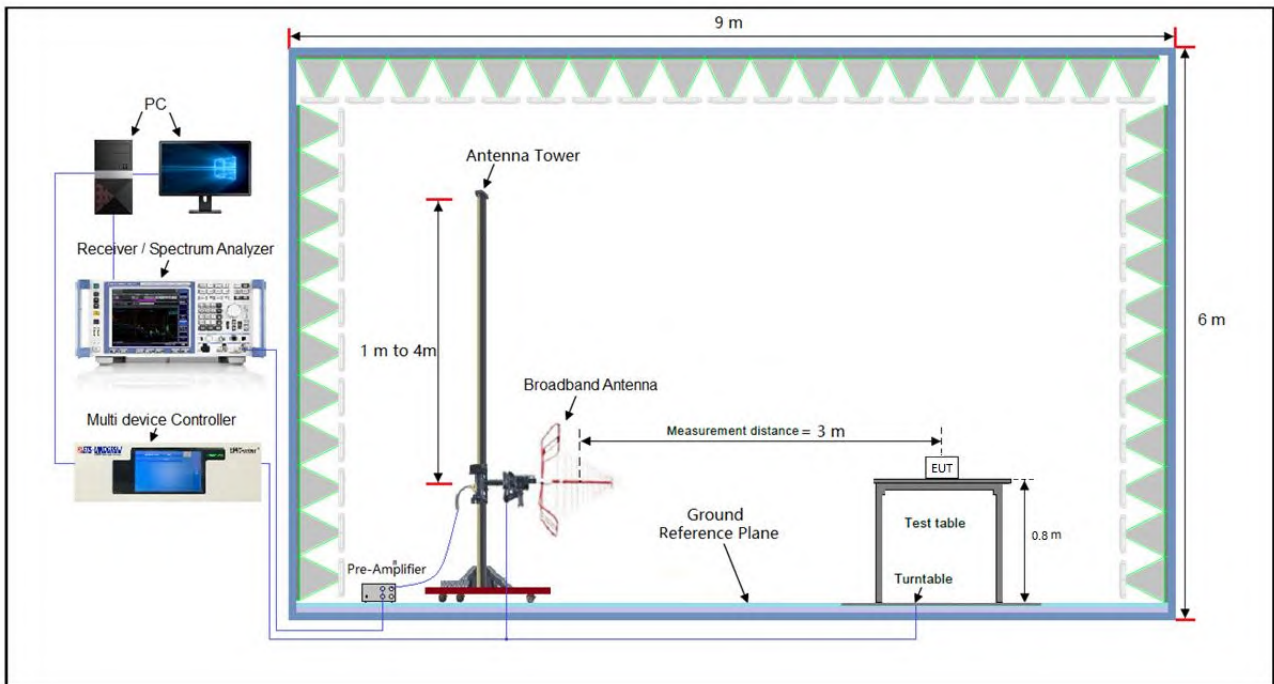 9 m
PC
Antenna Tower
Receiver / Spectrum Analyzer
6 m
1 m to 4m
Broadband Antenna
Multi device Controller
Measurement distance = 3 m
EUT
Ground
Reference Plane
Test table
0.8 m
Pre-Amplifier
Turntable